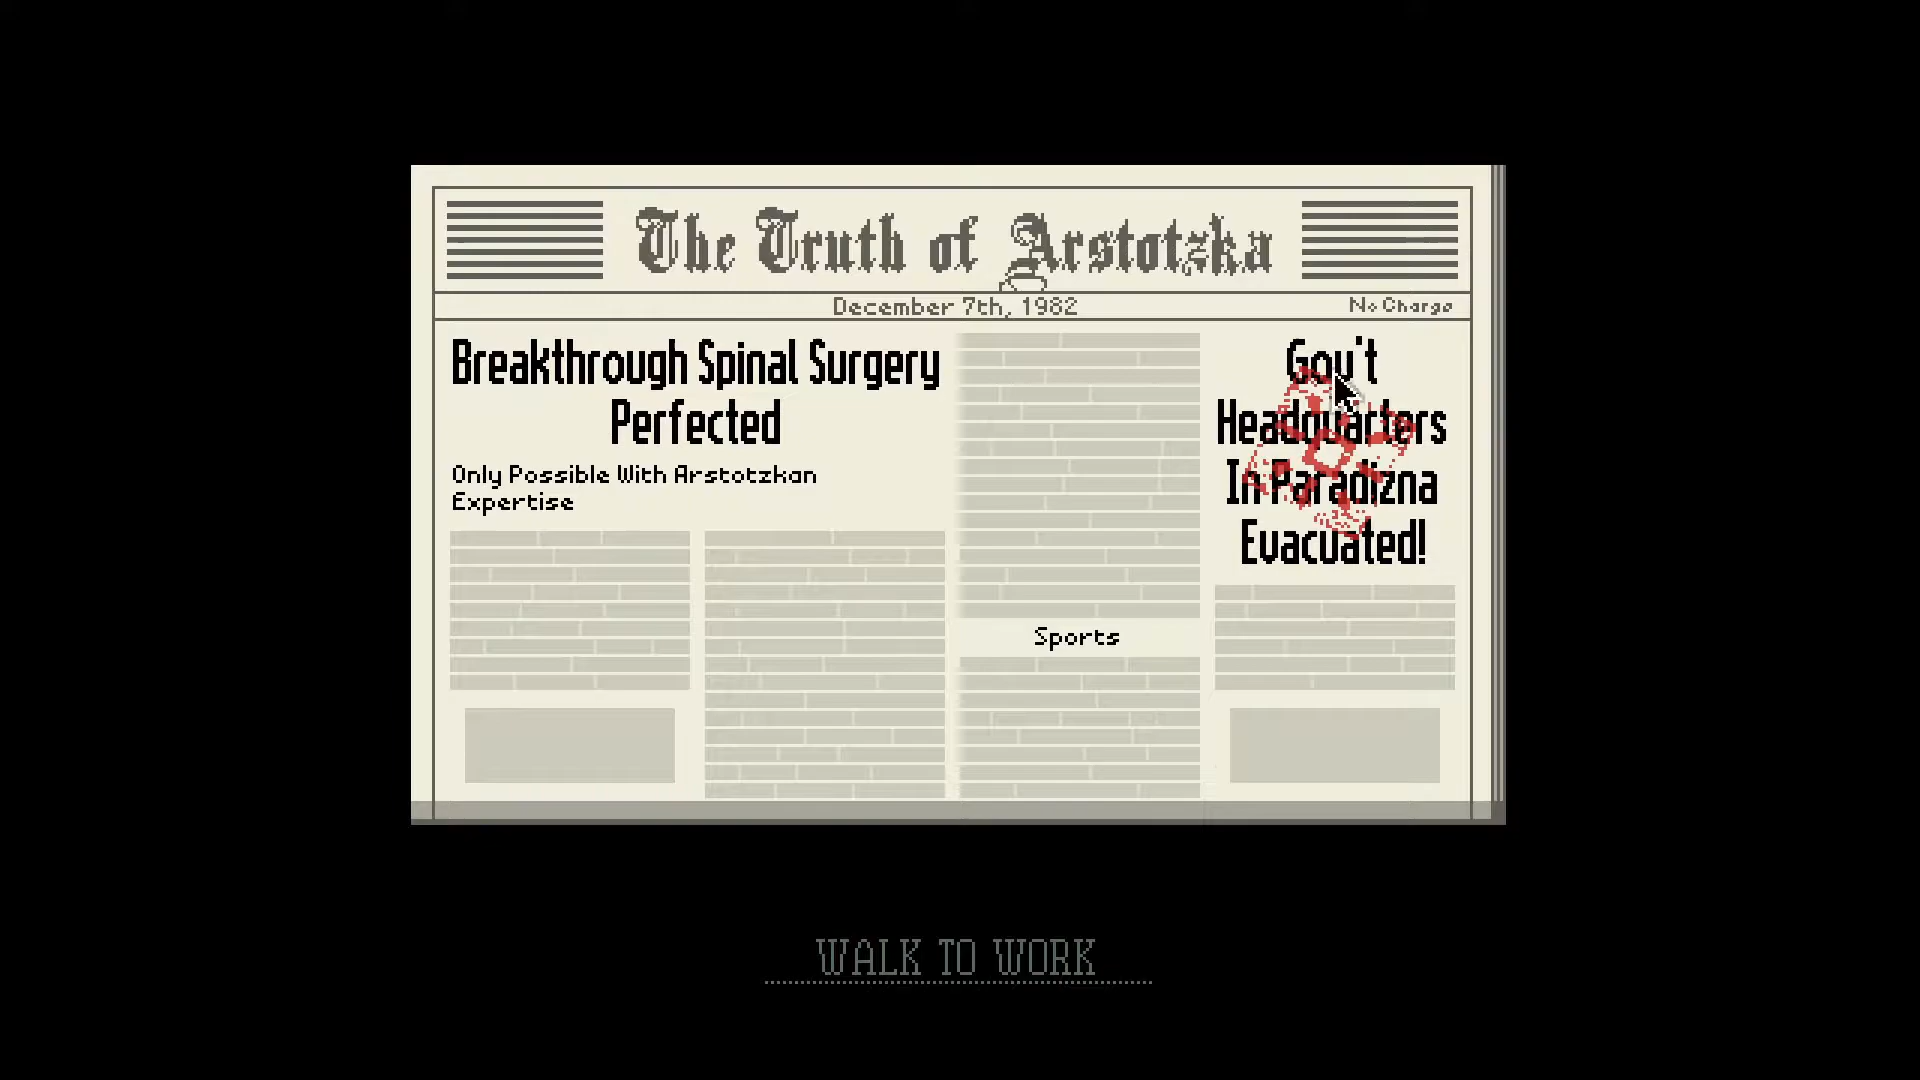 The Truth of Arstotzka
December 7th, 1982
No Charge
Breakthrough Spinal Surgery
Perfected
Only Possible With Arstotzkan
Expertise
Sports
Gov't
Headquarters
In Paradizna
Evacuated!
WALK TO WORK